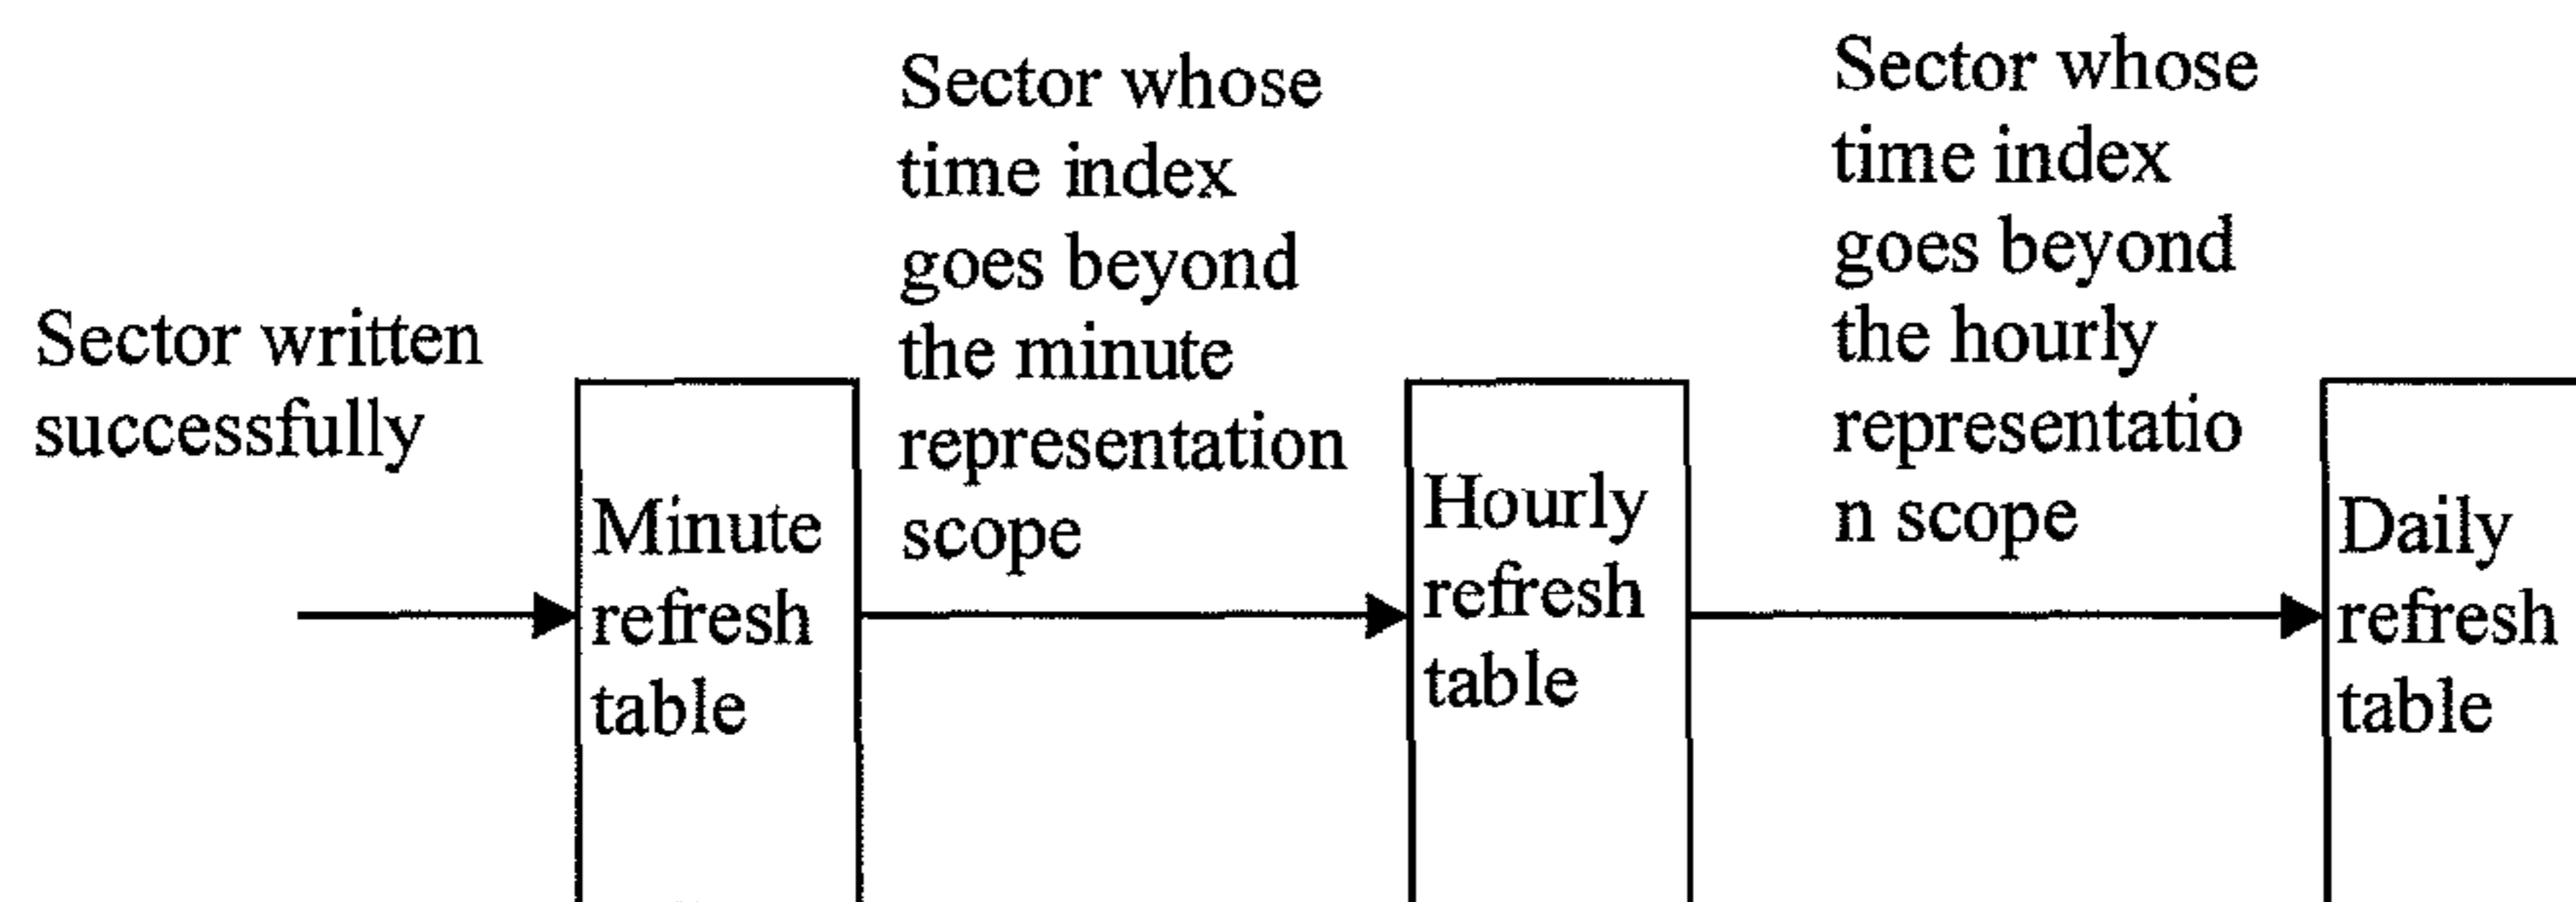 Sector written
successfully
Minute
refresh
table
Sector whose
time index
goes beyond
the minute
representation
scope
Hourly
refresh
table
Sector whose
time index
goes beyond
the hourly
representatio
n scope
Daily
refresh
table